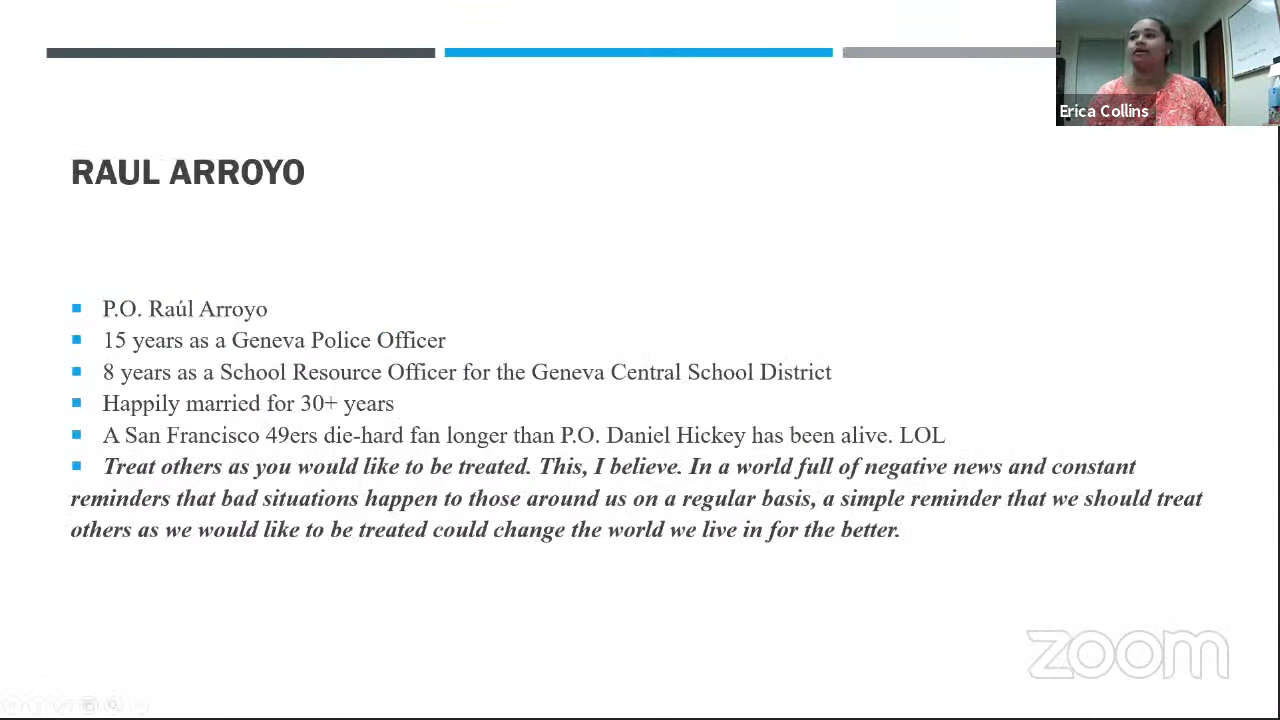 Erica Collins
RAUL ARROYO
P.O. Raúl Arroyo
15 years as a Geneva Police Officer
8 years as a School Resource Officer for the Geneva Central School District
Happily married for 30+ years
A San Francisco 49ers die-hard fan longer than P.O. Daniel Hickey has been alive. LOL
Treat others as you would like to be treated. This, I believe. In a world full of negative news and constant
reminders that bad situations happen to those around us on a regular basis, a simple reminder that we should treat
others as we would like to be treated could change the world we live in for the better.
zoom